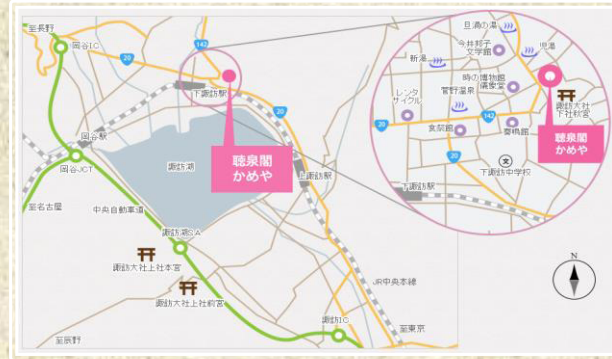 至長野
岡谷IC
20
142
下諏訪駅
20
岡谷駅
岡谷JCT
諏訪湖
聴泉閣
かめや
上諏訪駅
至名古屋
中央自動車道
諏訪湖SA
諏訪大社上社本宮
諏訪大社上社前宮
JR中央本線
諏訪IC
至辰野
至東京
旦過の湯
今井邦子
文学館
新湯
児湯
時の博物館
儀象堂
レンタ
サイクル
菅野温泉
諏訪大社
下社秋宮
20
142
食祭館
聴泉閣
かめや
20
文
下諏訪中学校
下諏訪駅
N